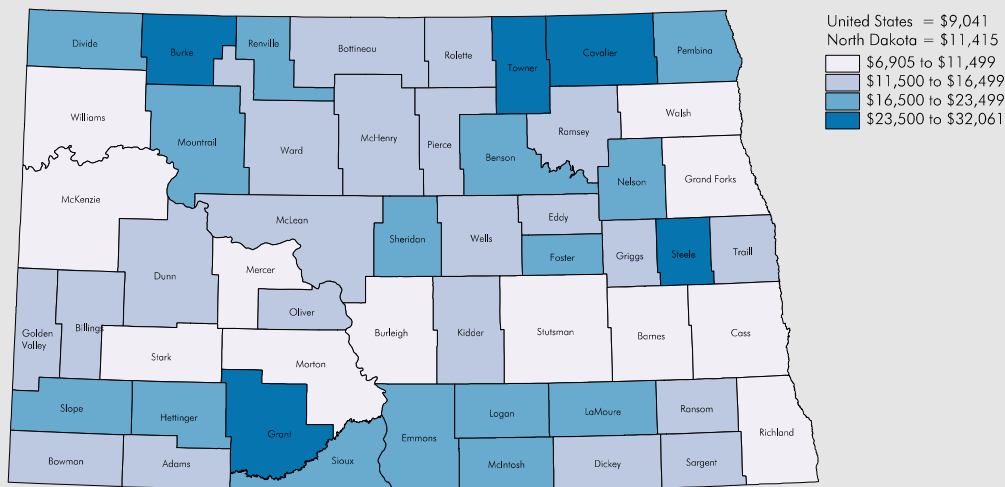 United States = $9,041
North Dakota = $11,415
$6,905 to $11,499
$11,500 to $16,499
$16,500 to $23,499
$23,500 to $32,061
Divide
Burke
Renville
Bottineau
Rolette
Towner
Cavalier
Pembina
Williams
Mountrail
Ward
McHenry
Pierce
Benson
Ramsey
Walsh
Nelson
Grand Forks
McKenzie
McLean
Sheridan
Wells
Eddy
Foster
Griggs
Steele
Traill
Dunn
Mercer
Oliver
Golden
Valley
Billings
Burleigh
Kidder
Stutsman
Barnes
Cass
Stark
Morton
Slope
Hettinger
Grant
Emmons
Logan
LaMoure
Ransom
Richland
Bowman
Adams
Sioux
McIntosh
Dickey
Sargent